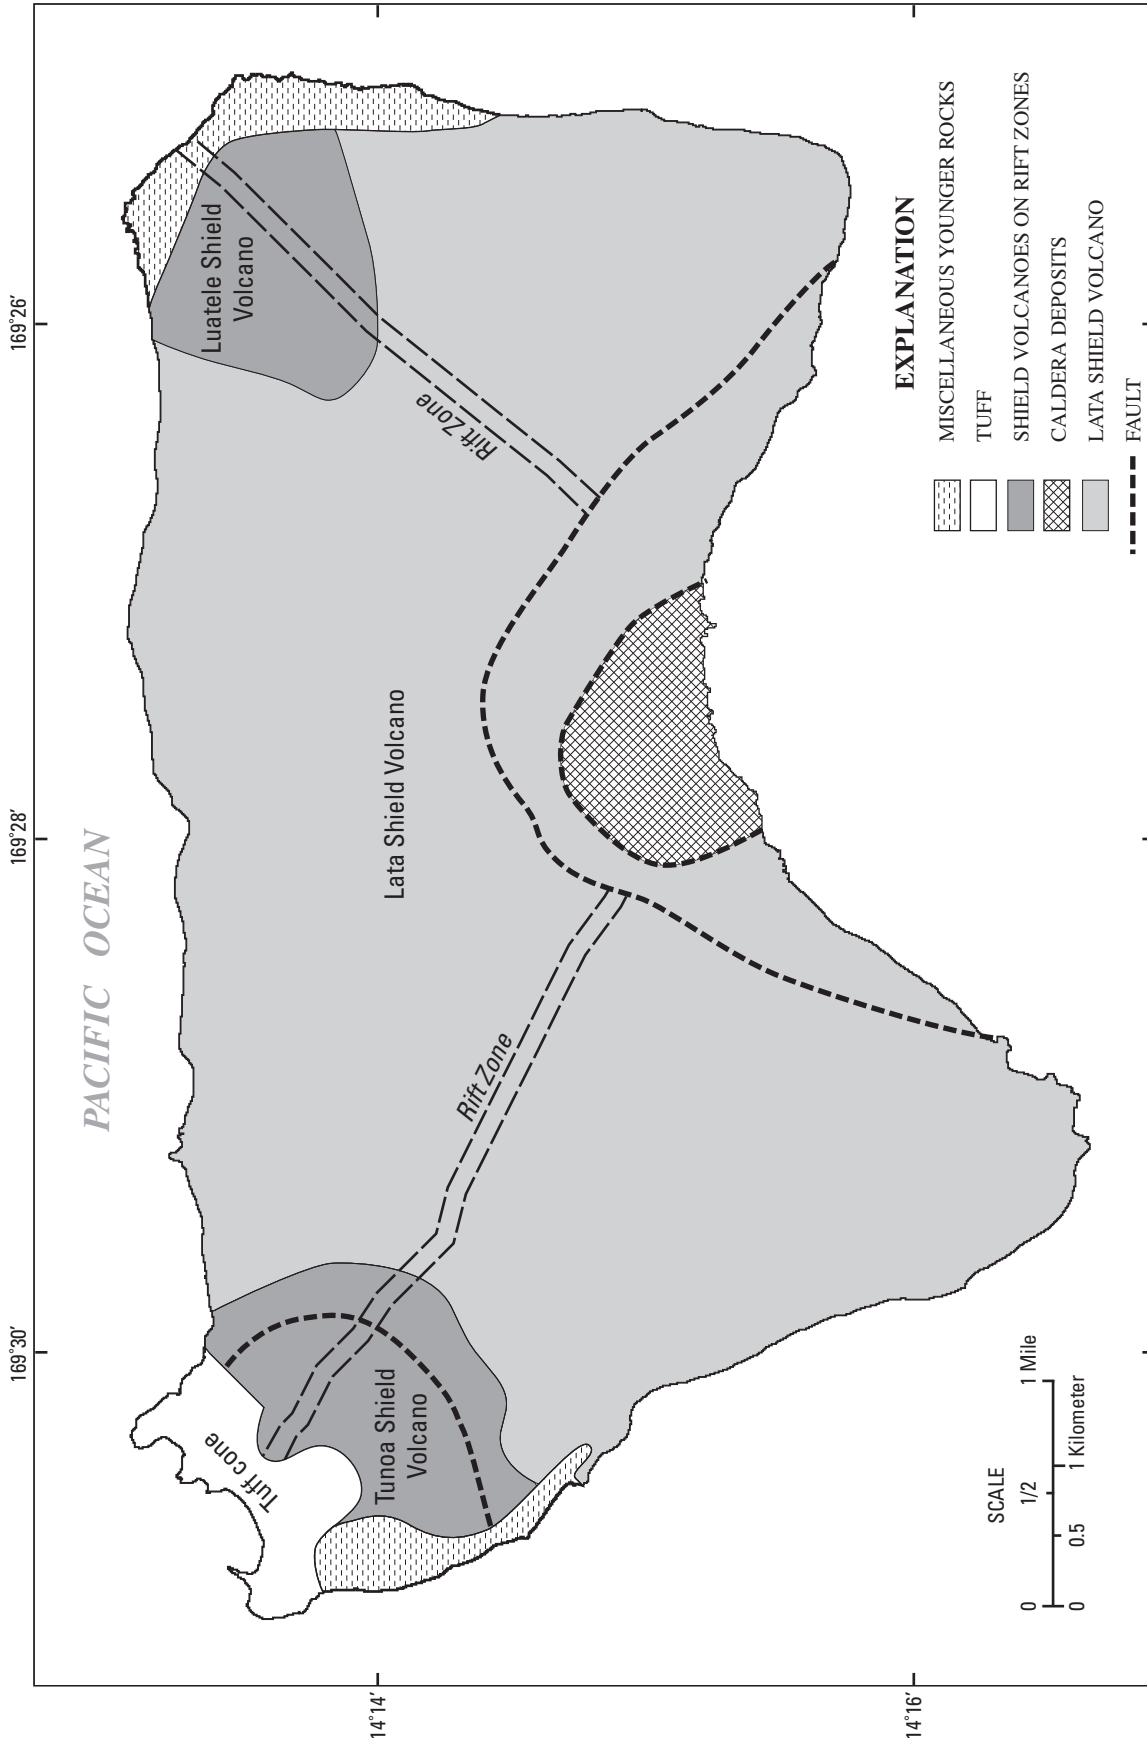 169°30′
169°28′
169°26′
14°14′
14°16′
PACIFIC OCEAN
Tuff cone
Tunoa Shield
Volcano
Rift Zone
Lata Shield Volcano
Rift Zone
Luatele Shield
Volcano
SCALE
0 1/2 1 Mile
0 0.5 1 Kilometer
EXPLANATION
MISCELLANEOUS YOUNGER ROCKS
TUFF
SHIELD VOLCANOES ON RIFT ZONES
CALDERA DEPOSITS
LATA SHIELD VOLCANO
FAULT